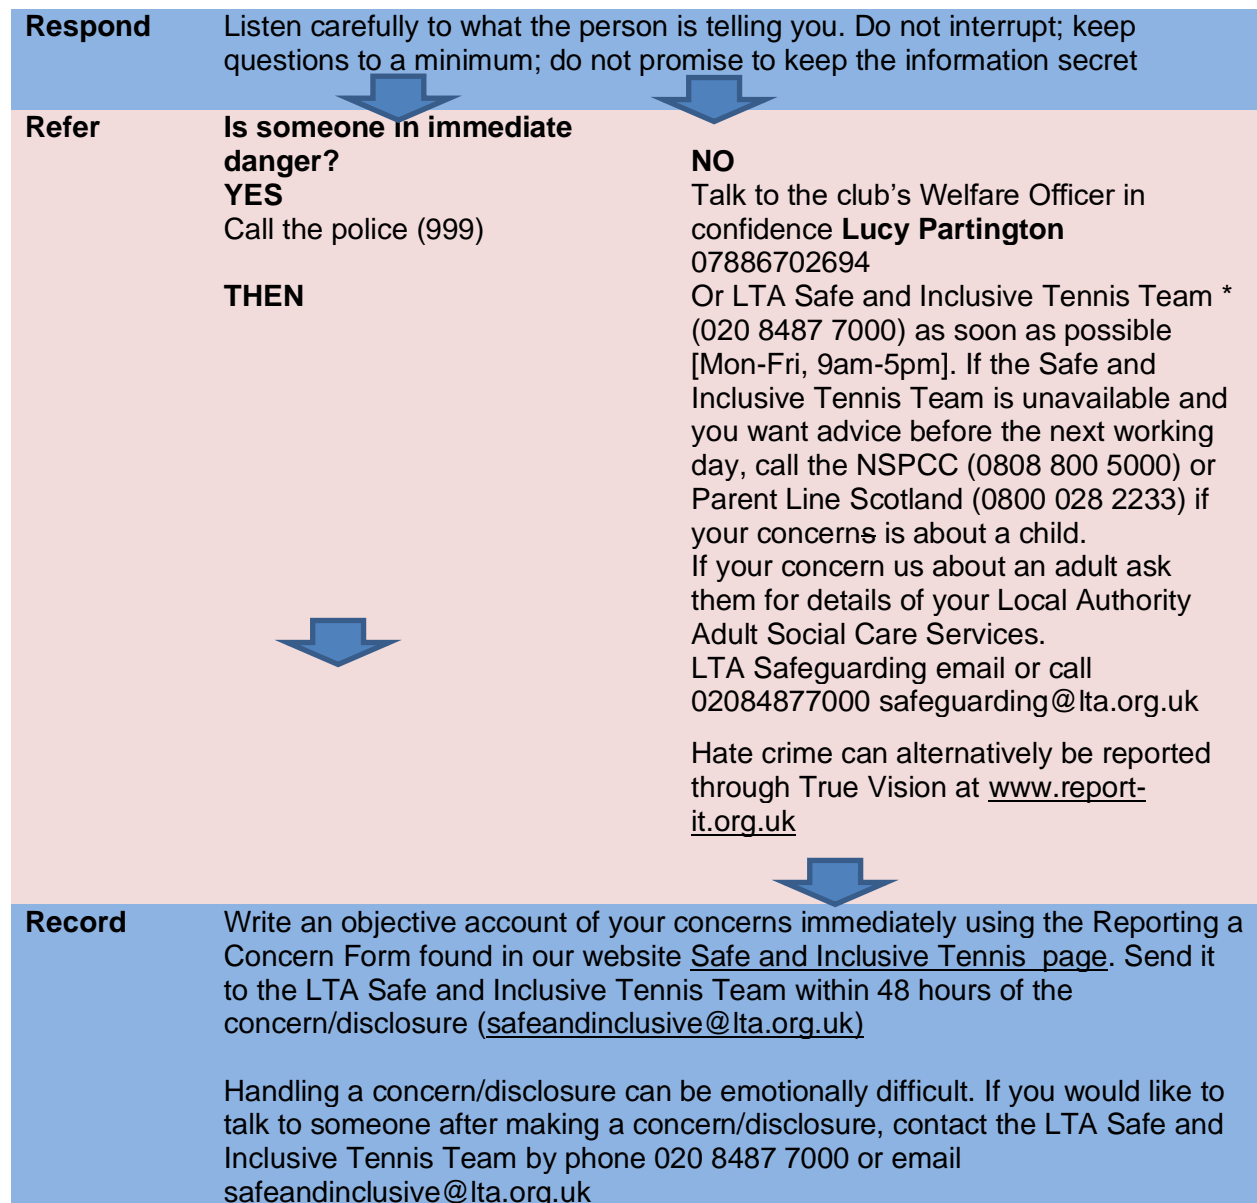 Respond
Listen carefully to what the person is telling you. Do not interrupt; keep
questions to a minimum; do not promise to keep the information secret
Refer
Is someone in immediate
danger?
YES
Call the police (999)
THEN
NO
Talk to the club’s Welfare Officer in
confidence Lucy Partington
07886702694
Or LTA Safe and Inclusive Tennis Team *
(020 8487 7000) as soon as possible
[Mon-Fri, 9am-5pm]. If the Safe and
Inclusive Tennis Team is unavailable and
you want advice before the next working
day, call the NSPCC (0808 800 5000) or
Parent Line Scotland (0800 028 2233) if
your concerns is about a child.
If your concern us about an adult ask
them for details of your Local Authority
Adult Social Care Services.
LTA Safeguarding email or call
02084877000 safeguarding@lta.org.uk
Hate crime can alternatively be reported
through True Vision at www.report-
it.org.uk
Record
Write an objective account of your concerns immediately using the Reporting a
Concern Form found in our website Safe and Inclusive Tennis  page. Send it
to the LTA Safe and Inclusive Tennis Team within 48 hours of the
concern/disclosure (safeandinclusive@lta.org.uk)
Handling a concern/disclosure can be emotionally difficult. If you would like to
talk to someone after making a concern/disclosure, contact the LTA Safe and
Inclusive Tennis Team by phone 020 8487 7000 or email
safeandinclusive@lta.org.uk